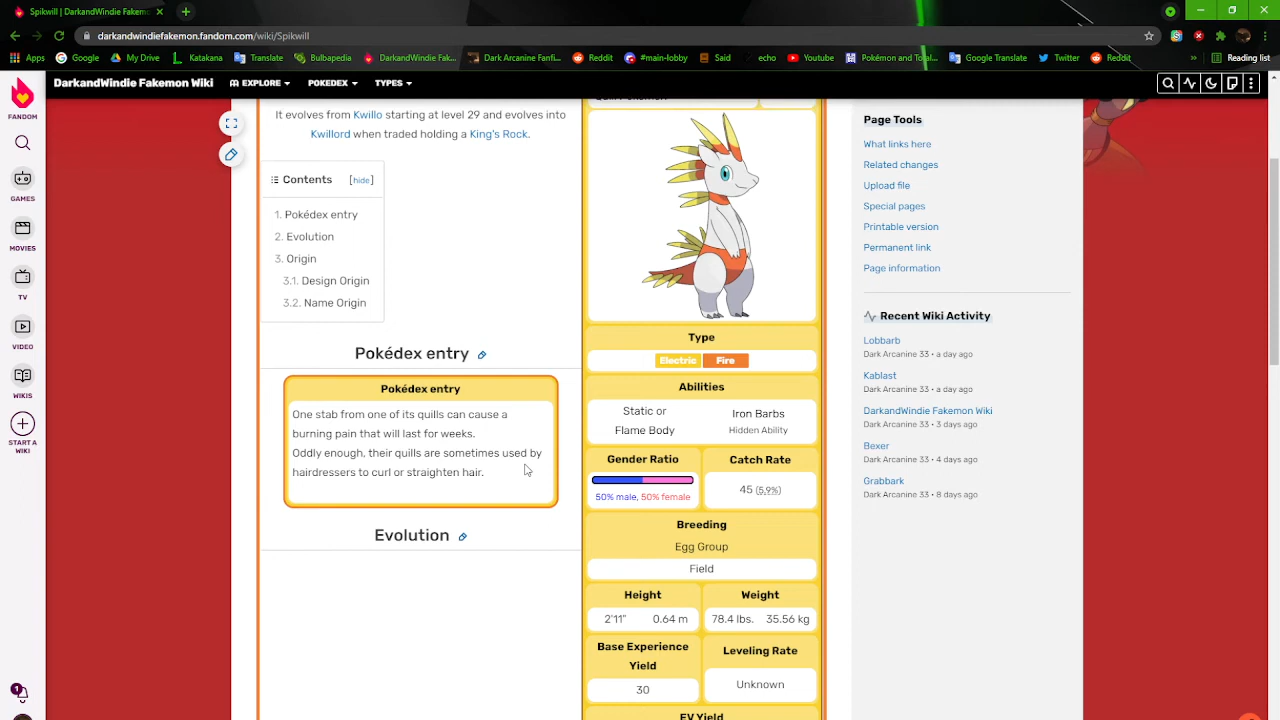 Spikwill | DarkandWindie Fakem
darkandwindiefakemon.fandom.com/wiki/Spikwill
Apps
Google
My Drive
Katakana
Translate
Bulbapedia
DarkandWindie Fak...
Dark Arcanine Fanfi...
Reddit
#main-lobby
Said
echo
Youtube
Pokémon and Total...
Google Translate
Twitter
Reddit
»
Reading list
FANDOM
GAMES
MOVIES
TV
VIDEO
WIKIS
START A
WIKI
1
DarkandWindie Fakemon Wiki
EXPLORE
POKEDEX
TYPES
It evolves from Kwillo starting at level 29 and evolves into
Kwillord when traded holding a King's Rock.
Contents [hide]
1. Pokédex entry
2. Evolution
3. Origin
3.1. Design Origin
3.2. Name Origin
Pokédex entry
Pokédex entry
One stab from one of its quills can cause a
burning pain that will last for weeks.
Oddly enough, their quills are sometimes used by
hairdressers to curl or straighten hair.
Evolution
Type
Electric Fire
Abilities
Static or
Flame Body
Iron Barbs
Hidden Ability
Gender Ratio
50% male, 50% female
Catch Rate
45 (5.9%)
Breeding
Egg Group
Field
Height
2'11" 0.64 m
Weight
78.4 lbs. 35.56 kg
Base Experience
Yield
30
Leveling Rate
Unknown
EV Yield
Page Tools
What links here
Related changes
Upload file
Special pages
Printable version
Permanent link
Page information
Recent Wiki Activity
Lobbarb
Dark Arcanine 33 • a day ago
Kablast
Dark Arcanine 33 • a day ago
DarkandWindie Fakemon Wiki
Dark Arcanine 33 • 3 days ago
Bexer
Dark Arcanine 33 • 4 days ago
Grabbark
Dark Arcanine 33 • 8 days ago